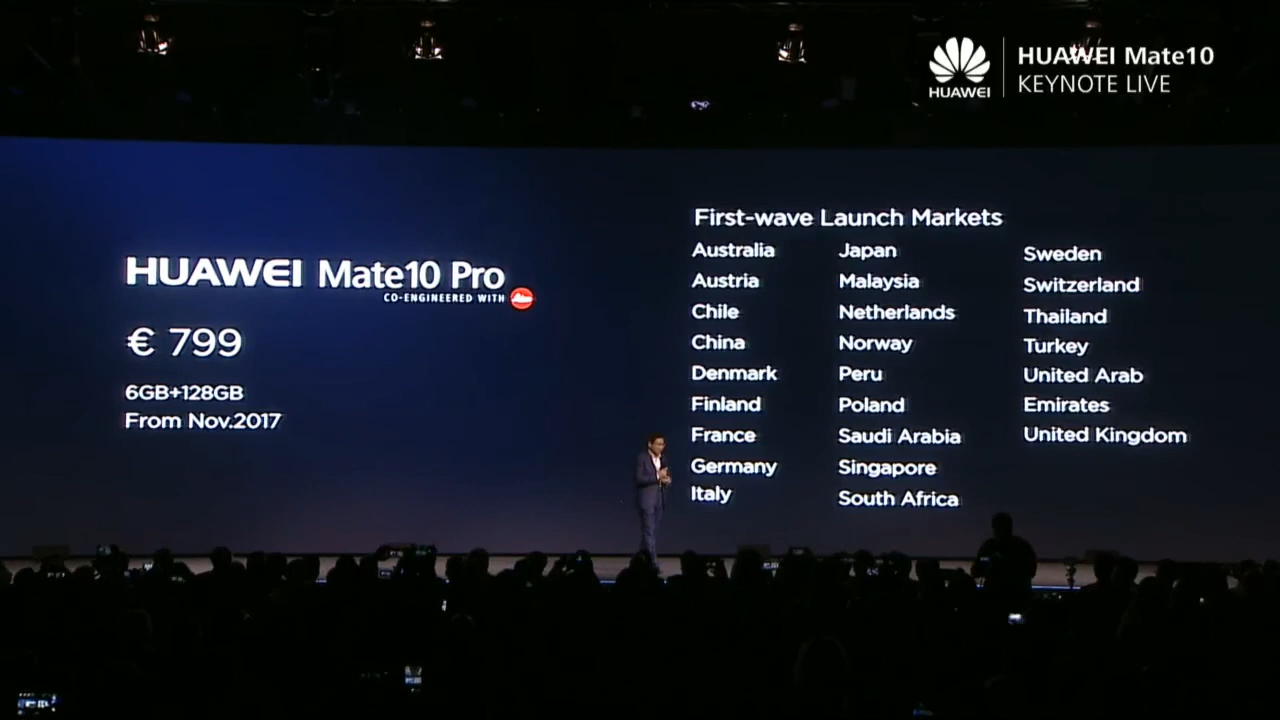 HUAWEI
HUAWEI Mate10
KEYNOTE LIVE
HUAWEI Mate10 Pro
CO-ENGINEERED WITH
€ 799
6GB+128GB
From Nov.2017
First-wave Launch Markets
Australia
Austria
Chile
China
Denmark
Finland
France
Germany
Italy
Japan
Malaysia
Netherlands
Norway
Peru
Poland
Saudi Arabia
Singapore
South Africa
Sweden
Switzerland
Thailand
Turkey
United Arab
Emirates
United Kingdom